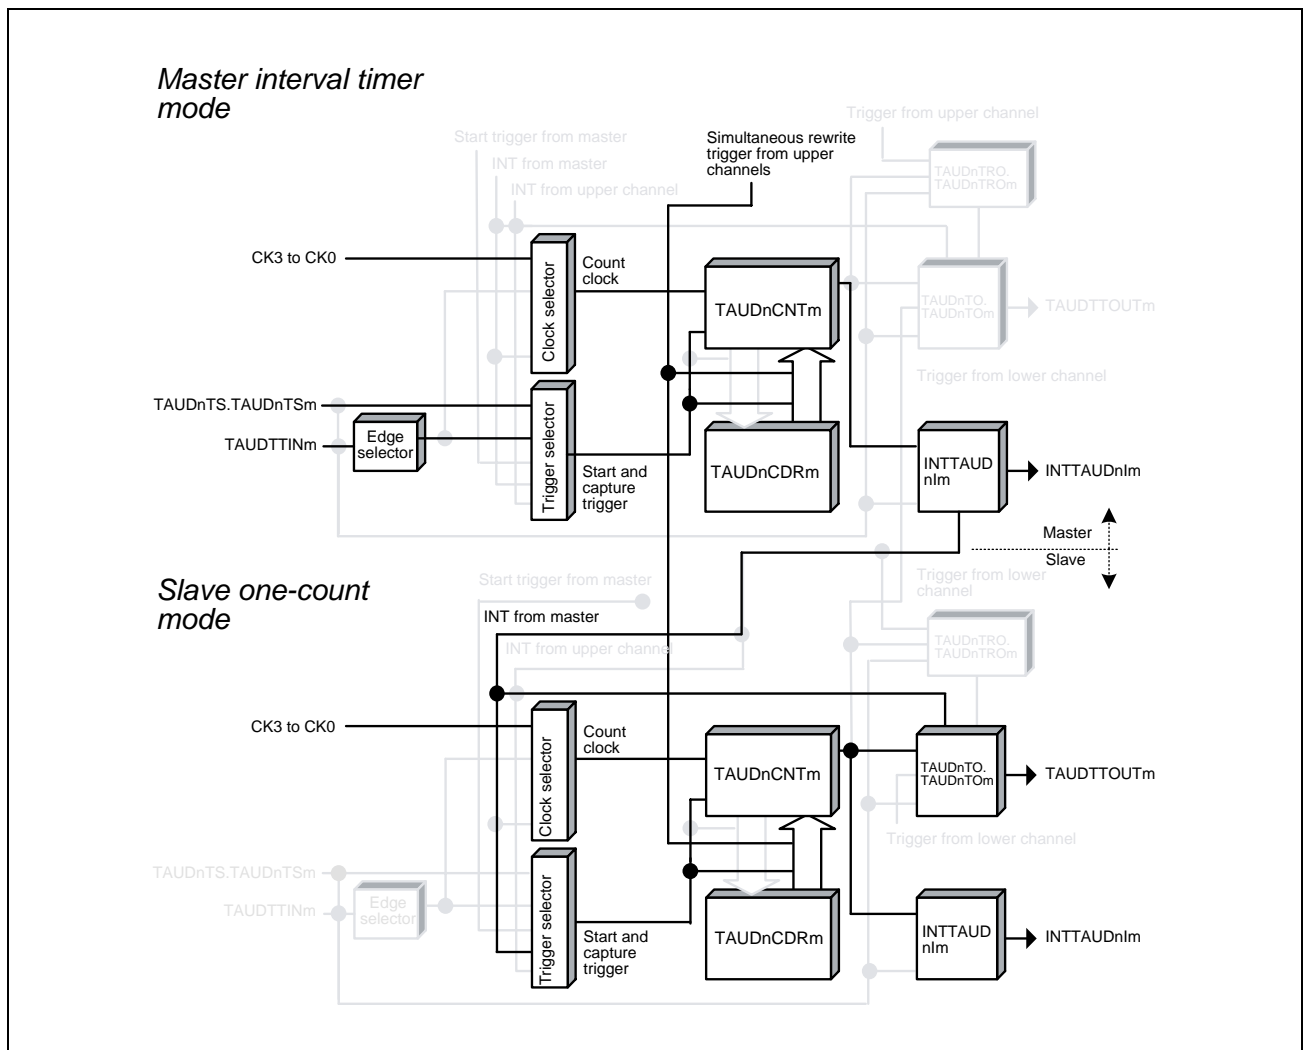 Master interval timer
mode
Trigger from upper channel
Start trigger from master
INT from master
INT from upper channel
Simultaneous rewrite
trigger from upper
channels
TAUDnTRO.
TAUDnTROm
CK3 to CK0
Clock selector
Count
clock
TAUDnCNTm
TAUDnTO.
TAUDnTOm
TAUDTTOUTm
Trigger from lower channel
TAUDnTS.TAUDnTSm
TAUDTTINm
Edge
selector
Trigger selector
Start and
capture
trigger
TAUDnCDRm
INTTAUD
nIm
INTTAUDnIm
Master
Slave
Slave one-count
mode
Start trigger from master
INT from master
INT from upper channel
Trigger from lower
channel
TAUDnTRO.
TAUDnTROm
CK3 to CK0
Clock selector
Count
clock
TAUDnCNTm
TAUDnTO.
TAUDnTOm
TAUDTTOUTm
Trigger from lower channel
TAUDnTS.TAUDnTSm
TAUDTTINm
Edge
selector
Trigger selector
Start and
capture
trigger
TAUDnCDRm
INTTAUD
nIm
INTTAUDnIm